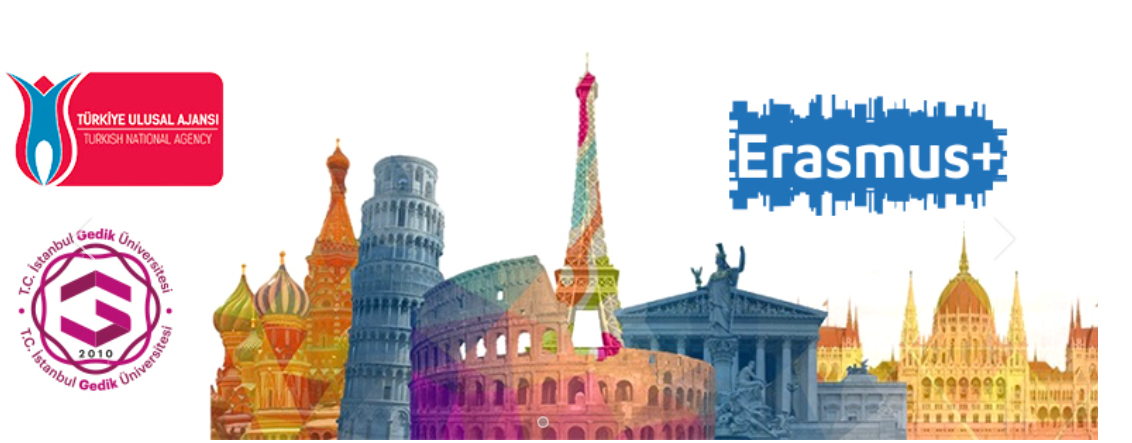 TÜRKİYE ULUSAL AJANSI
TURKISH NATIONAL AGENCY
Erasmus+
T.C. İstanbul Gedik Üniversitesi
2010
T.C. İstanbul Gedik Üniversitesi